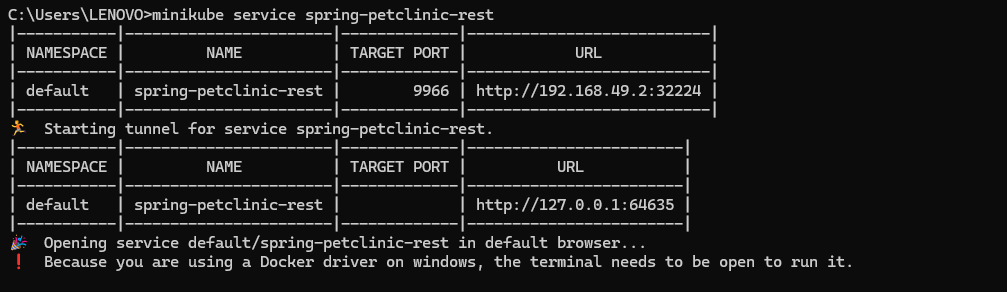 C:\Users\LENOVO>minikube service spring-petclinic-rest
|-----------|-----------------------|-------------|---------------------------|
| NAMESPACE |         NAME          | TARGET PORT |            URL            |
|-----------|-----------------------|-------------|---------------------------|
| default   | spring-petclinic-rest |        9966 | http://192.168.49.2:32224 |
|-----------|-----------------------|-------------|---------------------------|
🏃  Starting tunnel for service spring-petclinic-rest.
|-----------|-----------------------|-------------|------------------------|
| NAMESPACE |         NAME          | TARGET PORT |          URL           |
|-----------|-----------------------|-------------|------------------------|
| default   | spring-petclinic-rest |             | http://127.0.0.1:64635 |
|-----------|-----------------------|-------------|------------------------|
🎉  Opening service default/spring-petclinic-rest in default browser...
❗  Because you are using a Docker driver on windows, the terminal needs to be open to run it.